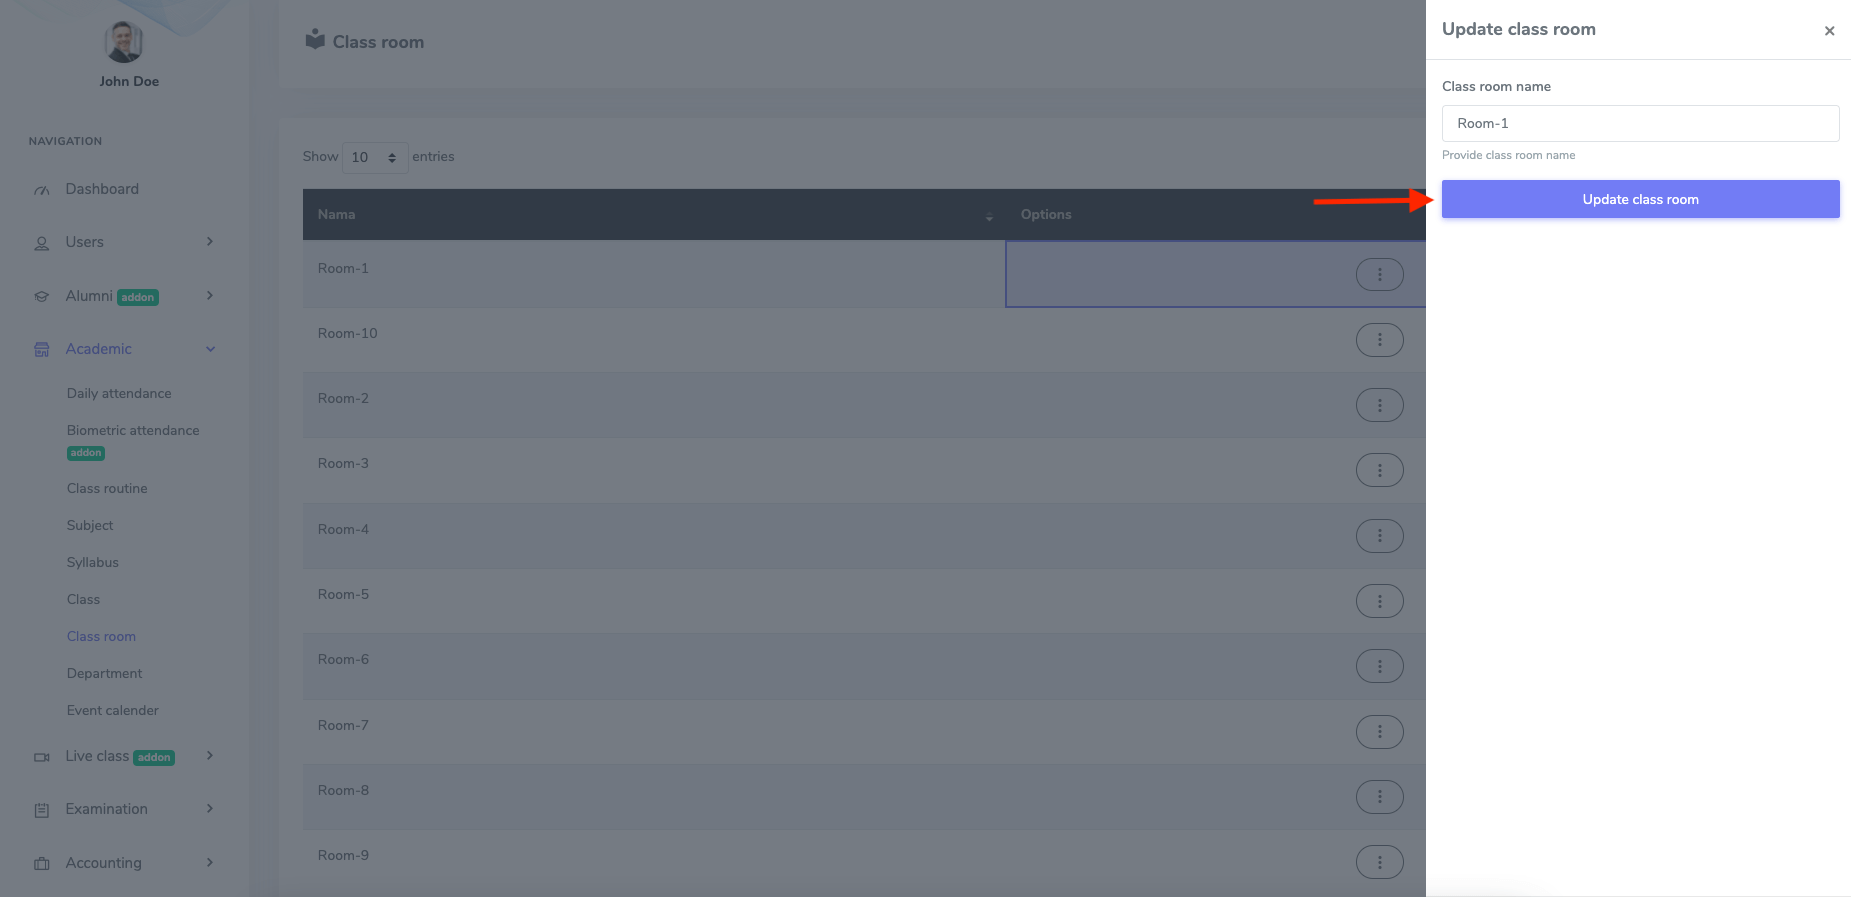 John Doe
NAVIGATION
Dashboard
Users
Alumni addon
Academic
Daily attendance
Biometric attendance
addon
Class routine
Subject
Syllabus
Class
Class room
Department
Event calender
Live class addon
Examination
Accounting
Class room
Show 10 entries
Nama Options
Room-1
Room-10
Room-2
Room-3
Room-4
Room-5
Room-6
Room-7
Room-8
Room-9
Update class room ×
Class room name
Room-1
Provide class room name
Update class room